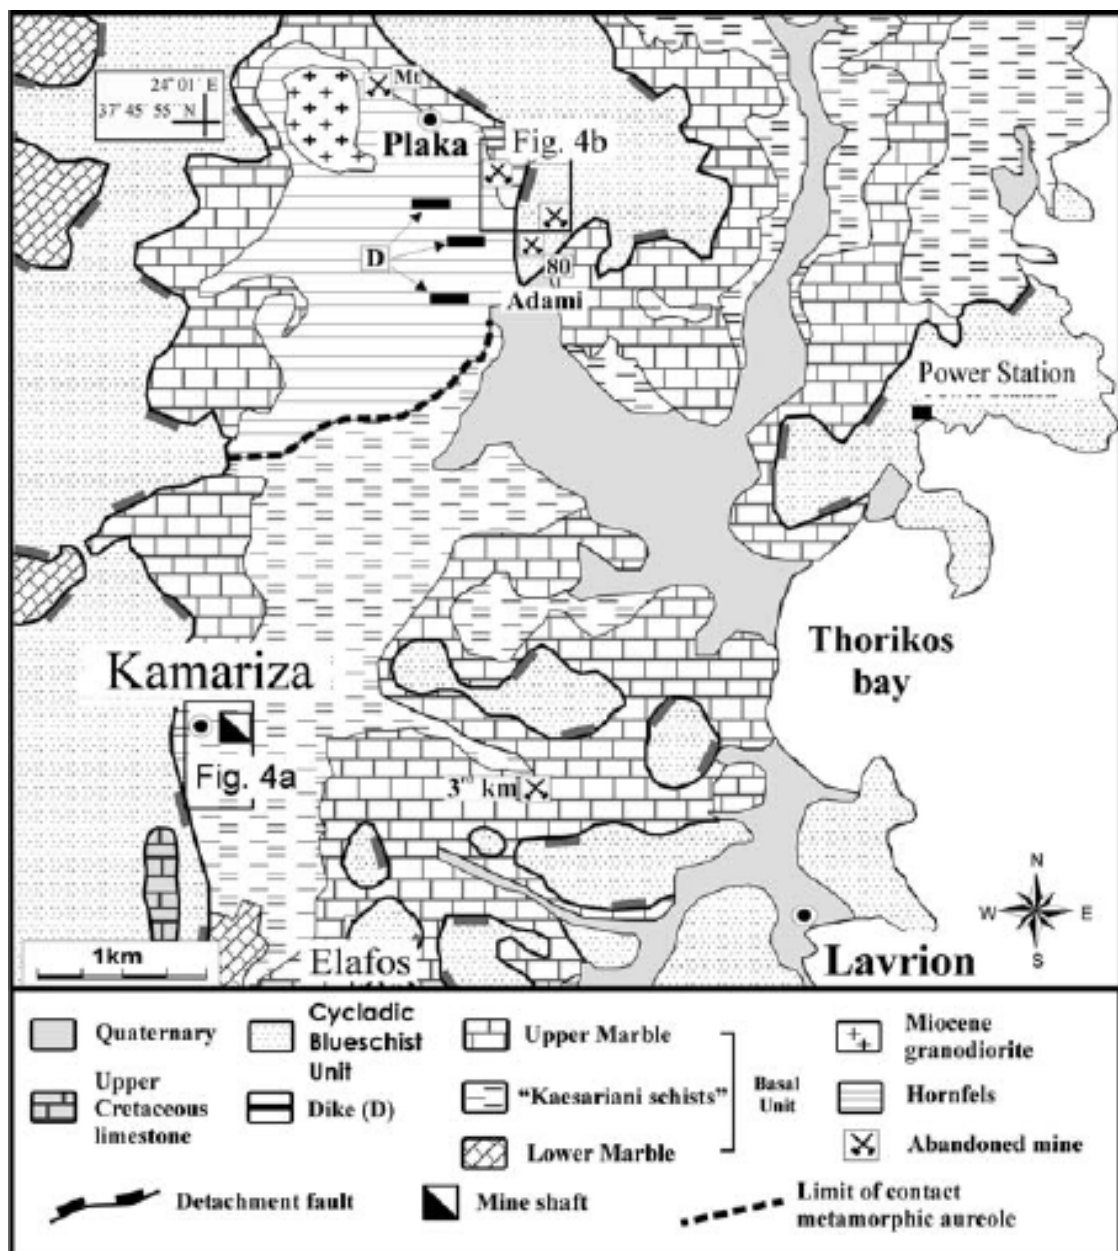 24° 01' E
37° 45' 55" N
Mt
Plaka
Fig. 4b
D
80
Adami
Power Station
Thorikos
bay
Kamariza
Fig. 4a
3rd km
N
W E
S
1km
Elafos
Lavrion
Quaternary
Cycladic
Blueschist
Unit
Upper Marble
Miocene
granodiorite
Upper
Cretaceous
limestone
Dike (D)
"Kaesariani schists"
Basal
Unit
Hornfels
Lower Marble
Abandoned mine
Detachment fault
Mine shaft
Limit of contact
metamorphic aureole